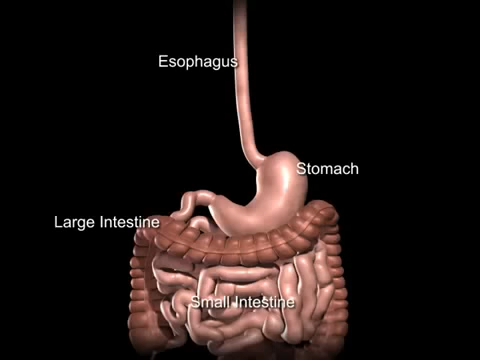 Esophagus
Stomach
Large Intestine
Small Intestine